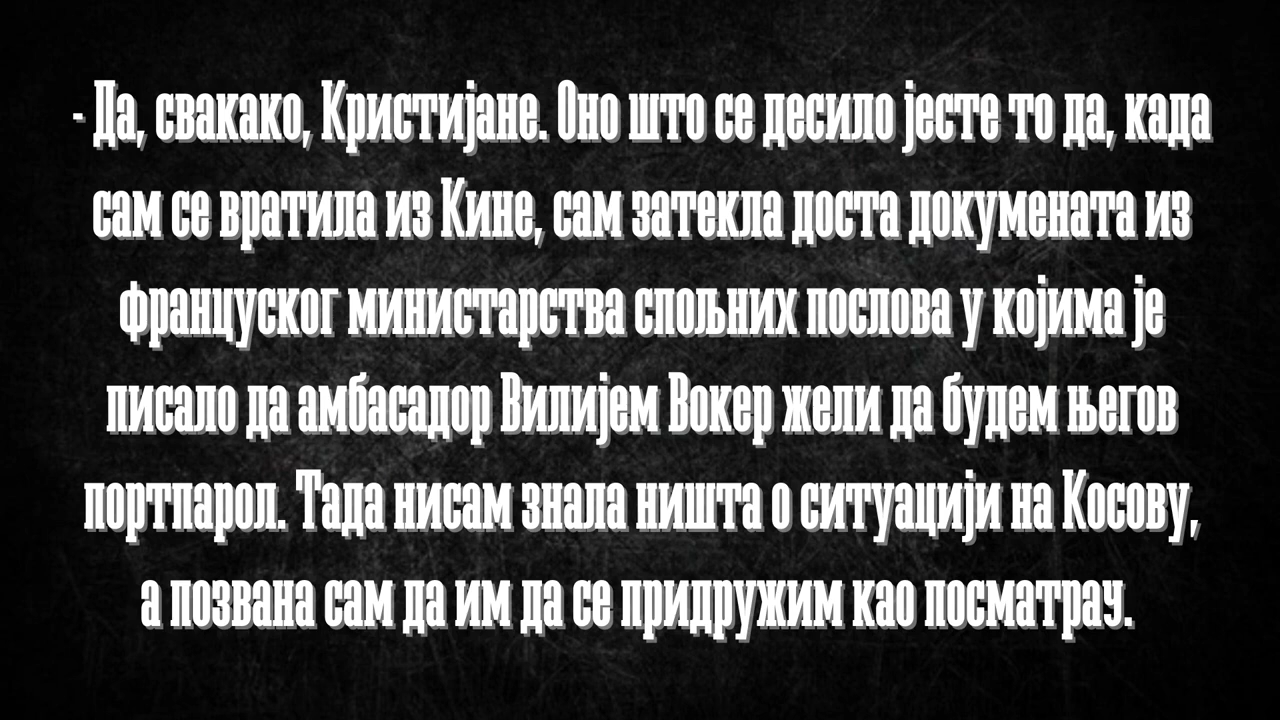 - Да, свакако, Кристијане. Оно што се десило јесте то да, када
сам се вратила из Кине, сам затекла доста докумената из
француског министарства спољних послова у којима је
писало да амбасадор Вилијем Вокер жели да будем његов
портпарол. Тада нисам знала ништа о ситуацији на Косову,
а позвана сам да им да се придружим као посматрач.